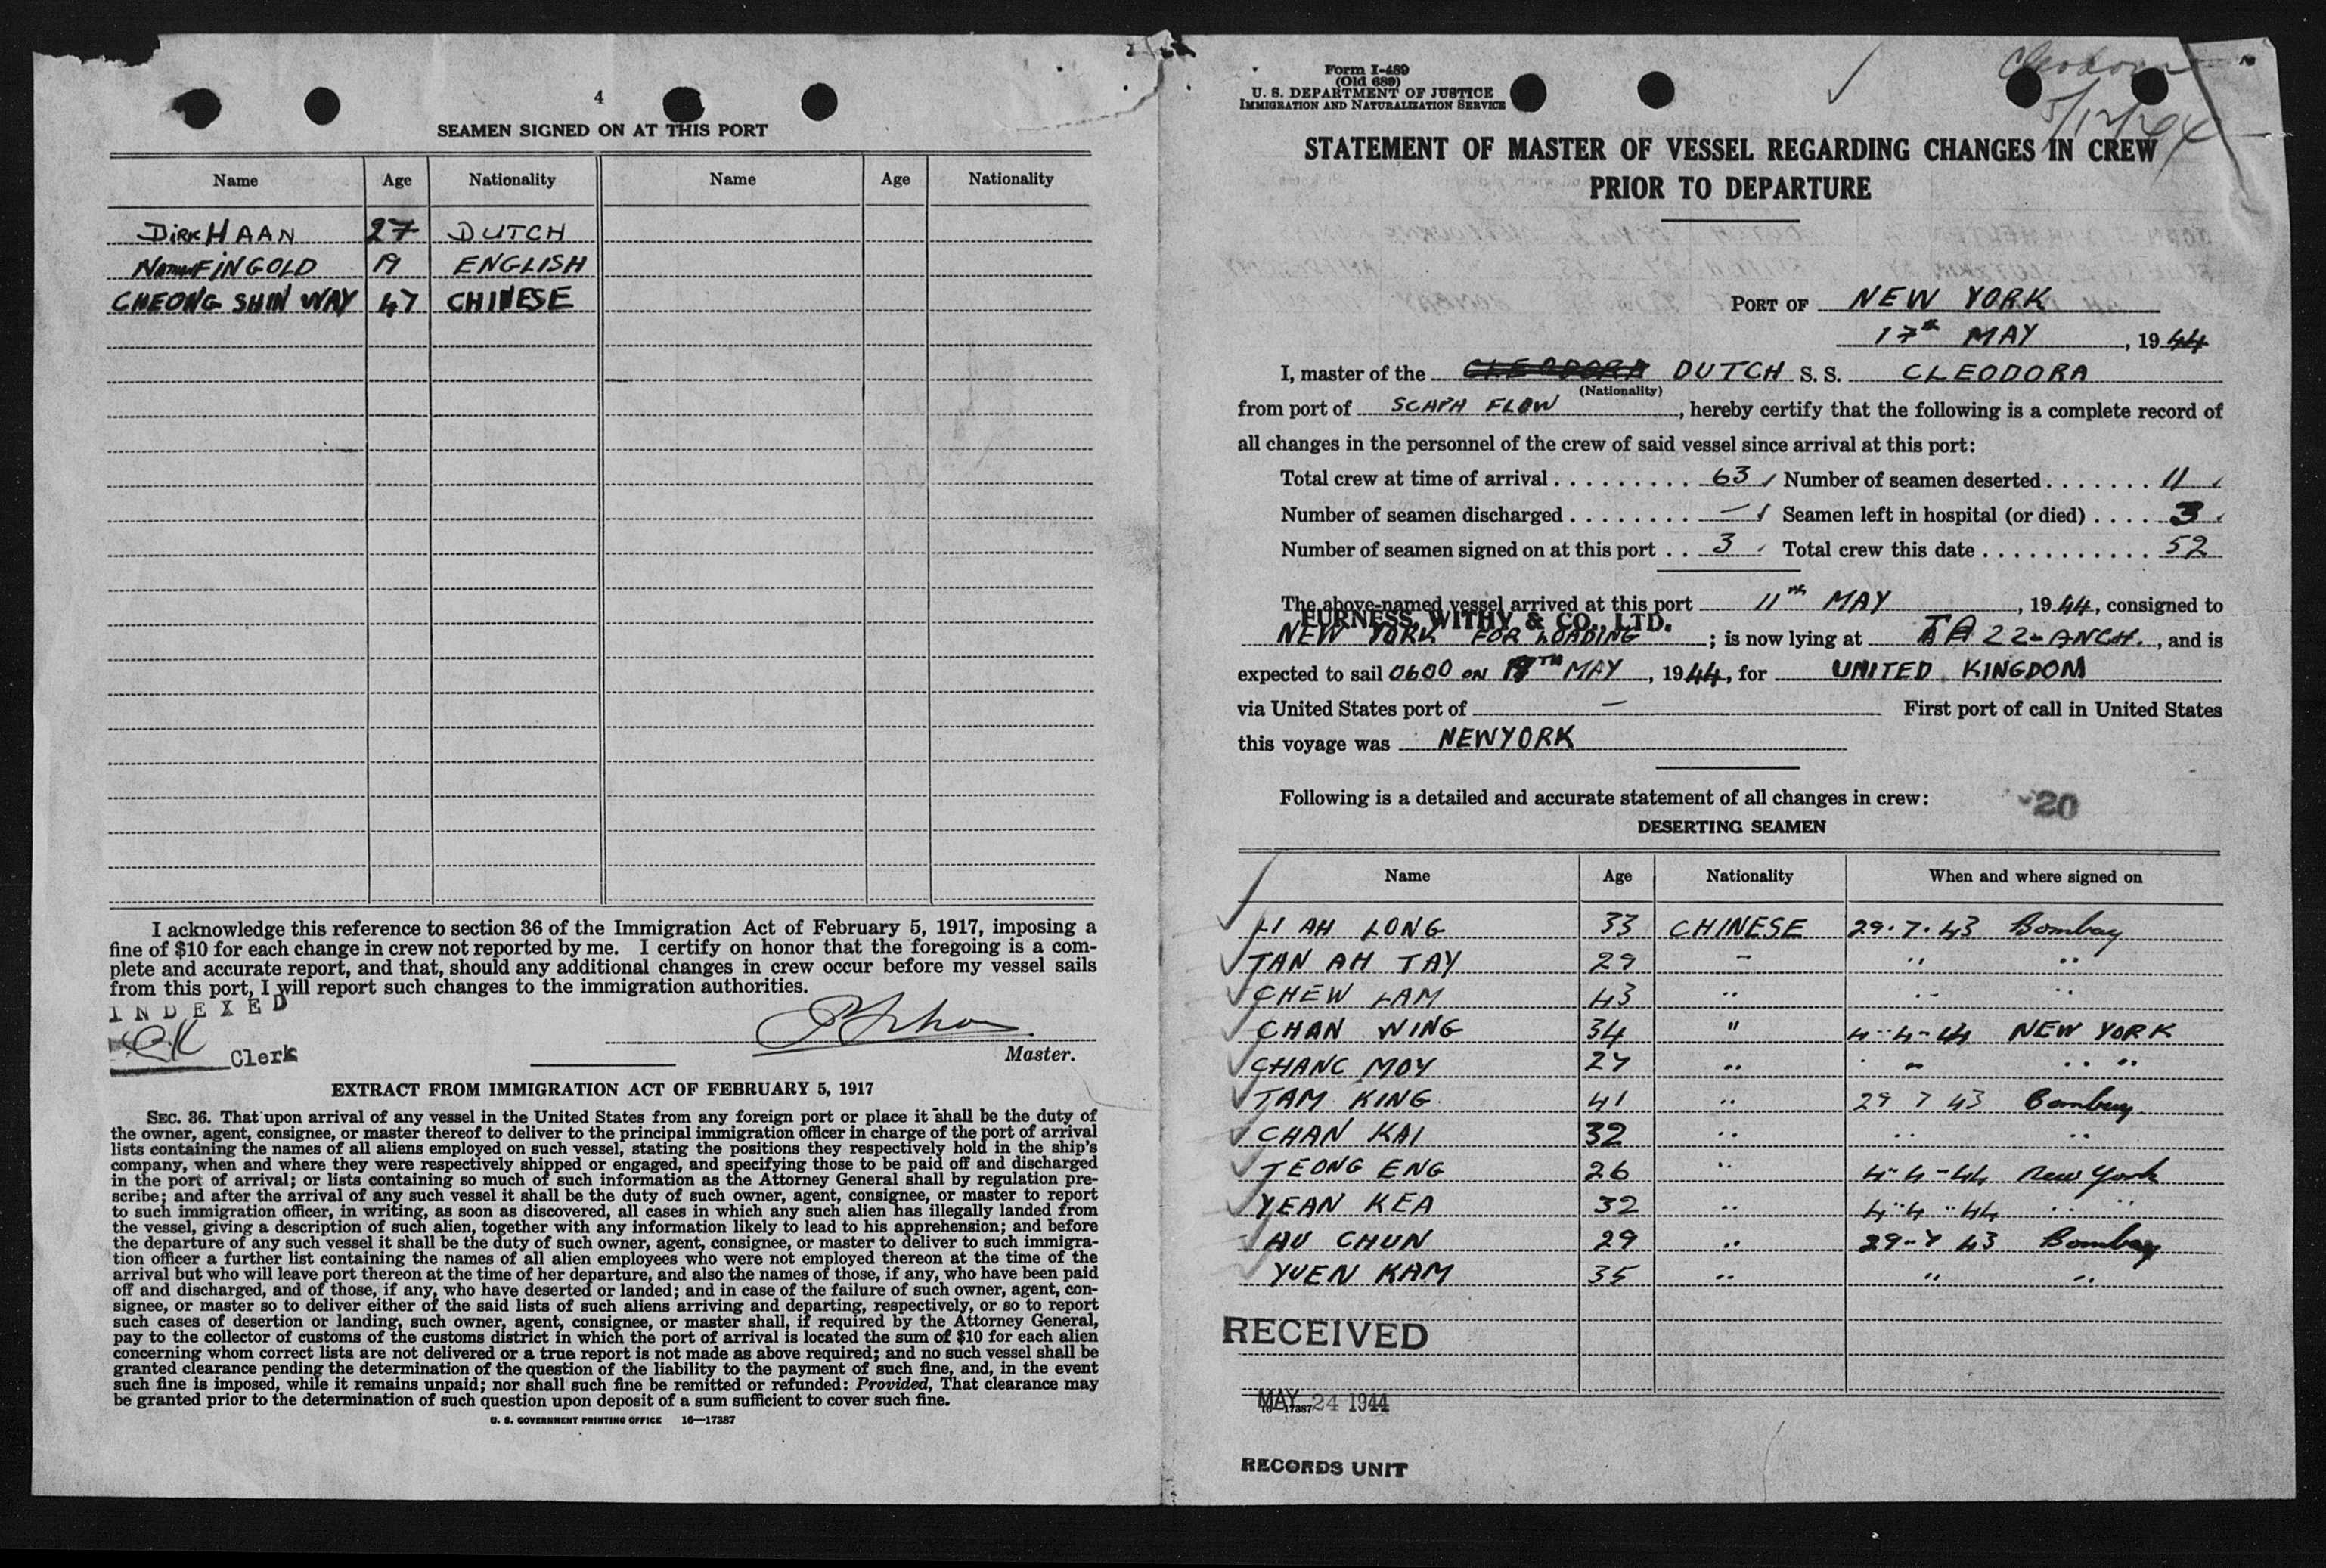 4
SEAMEN SIGNED ON AT THIS PORT
Name Age Nationality Name Age Nationality
DiRK HAAN 27 DUTCH
FINGOLD 19 ENGLISH
CHEONG SHIN WAY 47 CHINESE
I acknowledge this reference to section 36 of the Immigration Act of February 5, 1917, imposing a
fine of $10 for each change in crew not reported by me. I certify on honor that the foregoing is a com-
plete and accurate report, and that, should any additional changes in crew occur before my vessel sails
from this port, I will report such changes to the immigration authorities.
INDEXED
Clerk
Master.
EXTRACT FROM IMMIGRATION ACT OF FEBRUARY 5, 1917
SEC. 36. That upon arrival of any vessel in the United States from any foreign port or place it shall be the duty of
the owner, agent, consignee, or master thereof to deliver to the principal immigration officer in charge of the port of arrival
lists containing the names of all aliens employed on such vessel, stating the positions they respectively hold in the ship's
company, when and where they were respectively shipped or engaged, and specifying those to be paid off and discharged
in the port of arrival; or lists containing so much of such information as the Attorney General shall by regulation pre-
scribe; and after the arrival of any such vessel it shall be the duty of such owner, agent, consignee, or master to report
to such immigration officer, in writing, as soon as discovered, all cases in which any such alien has illegally landed from
the vessel, giving a description of such alien, together with any information likely to lead to his apprehension; and before
the departure of any such vessel it shall be the duty of such owner, agent, consignee, or master to deliver to such immigra-
tion officer a further list containing the names of all alien employees who were not employed thereon at the time of the
arrival but who will leave port thereon at the time of her departure, and also the names of those, if any, who have been paid
off and discharged, and of those, if any, who have deserted or landed; and in case of the failure of such owner, agent, con-
signee, or master so to deliver either of the said lists of such aliens arriving and departing, respectively, or so to report
such cases of desertion or landing, such owner, agent, consignee, or master shall, if required by the Attorney General,
pay to the collector of customs of the customs district in which the port of arrival is located the sum of $10 for each alien
concerning whom correct lists are not delivered or a true report is not made as above required; and no such vessel shall be
granted clearance pending the determination of the question of the liability to the payment of such fine, and, in the event
such fine is imposed, while it remains unpaid; nor shall such fine be remitted or refunded: Provided, That clearance may
be granted prior to the determination of such question upon deposit of a sum sufficient to cover such fine.
U. S. GOVERNMENT PRINTING OFFICE 16—17387
Form I-489
(Old 689)
U. S. DEPARTMENT OF JUSTICE
IMMIGRATION AND NATURALIZATION SERVICE
Cleodora
STATEMENT OF MASTER OF VESSEL REGARDING CHANGES IN CREW
PRIOR TO DEPARTURE
PORT OF NEW YORK
17th MAY, 1944
I, master of the CLEODORA DUTCH S. S. CLEODORA
(Nationality)
from port of SCAPA FLOW, hereby certify that the following is a complete record of
all changes in the personnel of the crew of said vessel since arrival at this port:
Total crew at time of arrival . . . . . . . . . . 63 Number of seamen deserted . . . . . . . 11
Number of seamen discharged . . . . . . . . — Seamen left in hospital (or died) . . . . 3
Number of seamen signed on at this port . . 3 Total crew this date . . . . . . . . . . . 52
The above-named vessel arrived at this port 11th MAY, 1944, consigned to
FURNESS, WITHY & CO., LTD.
NEW YORK FOR LOADING; is now lying at 22-ANCH., and is
expected to sail 0600 ON MAY, 1944, for UNITED KINGDOM
via United States port of — First port of call in United States
this voyage was NEWYORK
Following is a detailed and accurate statement of all changes in crew:
-20
DESERTING SEAMEN
Name Age Nationality When and where signed on
LI AH LONG 33 CHINESE 29.7.43 Bombay
TAN AH TAY 29 " " "
CHEW LAM 43 " " "
CHAN WING 34 " 4-4-44 NEW YORK
CHANC MOY 27 " " " "
TAM KING 41 " 29 7 43 Bombay
CHAN KAI 32 " " "
TEONG ENG 26 " 4-4-44 New York
YEAN KEA 32 " 4-4-44 " "
AU CHUN 29 " 29-7 43 Bombay
YUEN KAM 35 " " "
RECEIVED
MAY 24 1944
16—17387
RECORDS UNIT